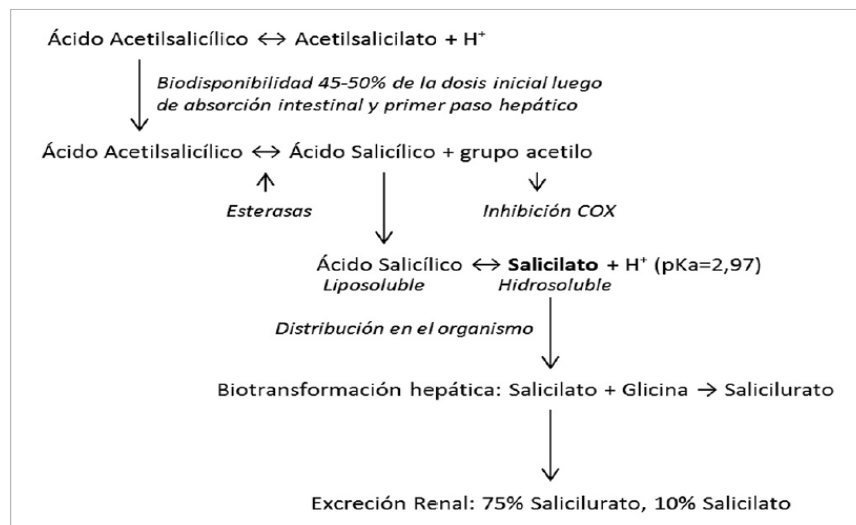 Ácido Acetilsalicílico ↔ Acetilsalicilato + H⁺
Biodisponibilidad 45-50% de la dosis inicial luego
de absorción intestinal y primer paso hepático
Ácido Acetilsalicílico ↔ Ácido Salicílico + grupo acetilo
Esterasas
Inhibición COX
Ácido Salicílico ↔ Salicilato + H⁺ (pKa=2,97)
Liposoluble Hidrosoluble
Distribución en el organismo
Biotransformación hepática: Salicilato + Glicina → Salicilurato
Excreción Renal: 75% Salicilurato, 10% Salicilato